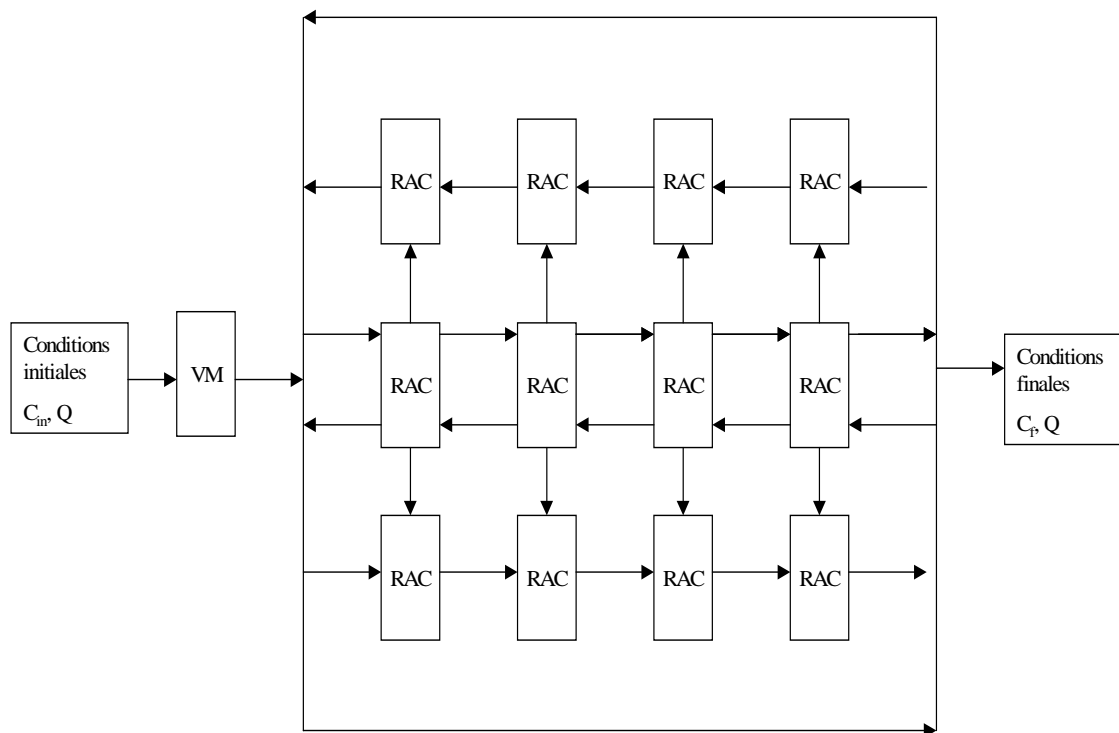 RAC RAC RAC RAC
Conditions
initiales
C_in, Q
VM
RAC RAC RAC RAC
Conditions
finales
C_f, Q
RAC RAC RAC RAC